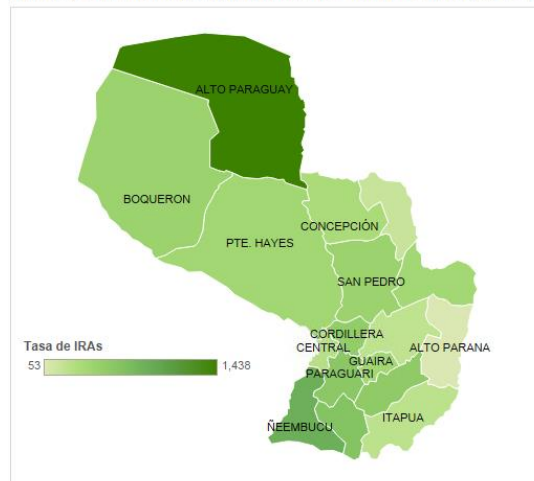 ALTO PARAGUAY
BOQUERON
CONCEPCIÓN
PTE. HAYES
SAN PEDRO
CORDILLERA
CENTRAL
ALTO PARANA
GUAIRA
PARAGUARI
ITAPUA
ÑEEMBUCU
Tasa de IRAs
53 1,438